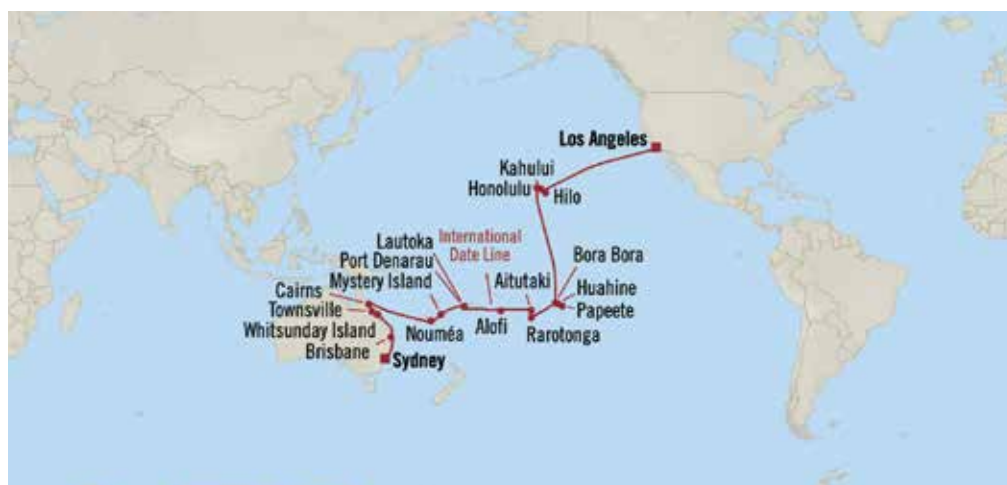 Los Angeles
Kahului
Honolulu
Hilo
Lautoka
Port Denarau
Mystery Island
International
Date Line
Aitutaki
Bora Bora
Huahine
Papeete
Cairns
Townsville
Whitsunday Island
Brisbane
Sydney
Nouméa
Alofi
Rarotonga